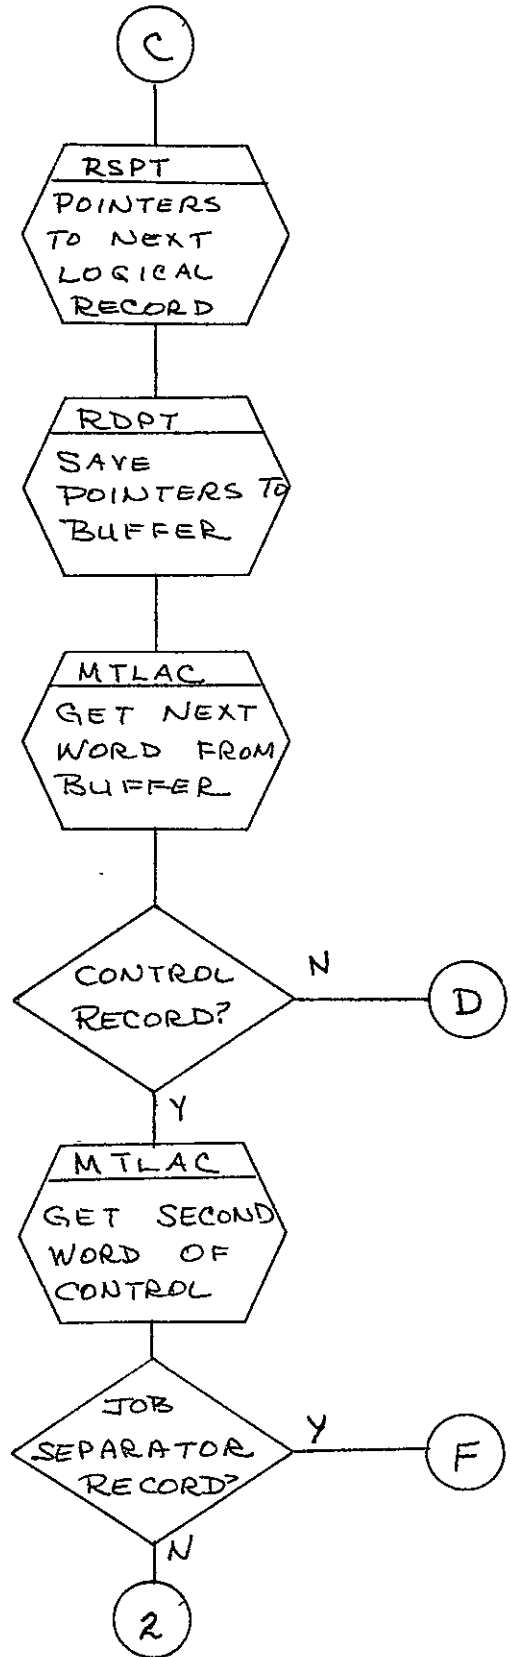 C
RSPT
POINTERS
TO NEXT
LOGICAL
RECORD
RDPT
SAVE
POINTERS TO
BUFFER
MTLAC
GET NEXT
WORD FROM
BUFFER
CONTROL
RECORD?
N
D
Y
MTLAC
GET SECOND
WORD OF
CONTROL
JOB
SEPARATOR
RECORD?
Y
F
N
2